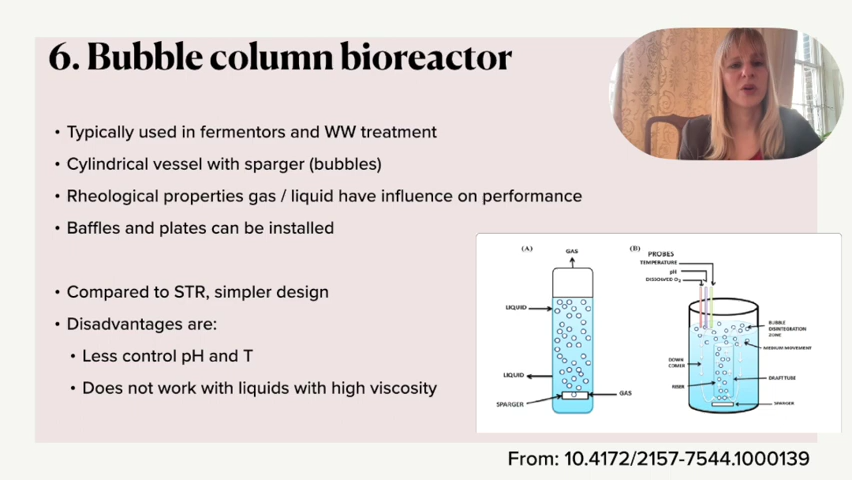 6. Bubble column bioreactor
• Typically used in fermentors and WW treatment
• Cylindrical vessel with sparger (bubbles)
• Rheological properties gas / liquid have influence on performance
• Baffles and plates can be installed
• Compared to STR, simpler design
• Disadvantages are:
• Less control pH and T
• Does not work with liquids with high viscosity
(A)
GAS
LIQUID
LIQUID
SPARGER
GAS
(B)
PROBES
TEMPERATURE
pH
DISSOLVED O₂
BUBBLE
DISINTEGRATION
ZONE
MEDIUM MOVEMENT
DOWN
COMER
DRAFT TUBE
RISER
SPARGER
From: 10.4172/2157-7544.1000139